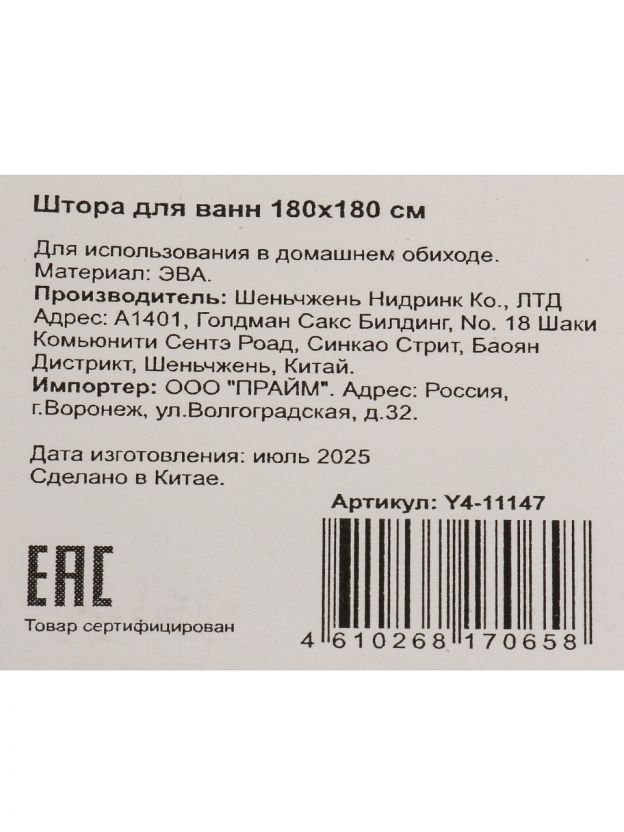 Штора для ванн 180х180 см
Для использования в домашнем обиходе.
Материал: ЭВА.
Производитель: Шеньчжень Нидринк Ко., ЛТД
Адрес: А1401, Голдман Сакс Билдинг, No. 18 Шаки
Комьюнити Сентэ Роад, Синкао Стрит, Баоян
Дистрикт, Шеньчжень, Китай.
Импортер: ООО "ПРАЙМ". Адрес: Россия,
г.Воронеж, ул.Волгоградская, д.32.
Дата изготовления: июль 2025
Сделано в Китае.
Артикул: Y4-11147
EAC
Товар сертифицирован
4 610268 170658